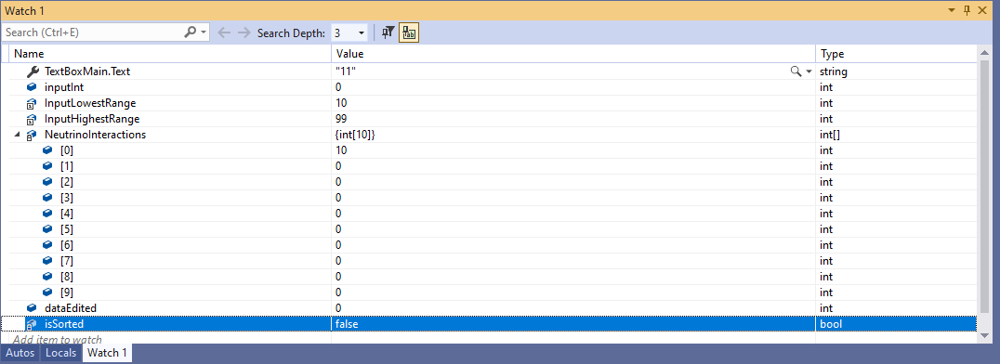 Watch 1
Search (Ctrl+E) Search Depth: 3
Name Value Type
TextBoxMain.Text "11" string
inputInt 0 int
InputLowestRange 10 int
InputHighestRange 99 int
NeutrinoInteractions {int[10]} int[]
[0] 10 int
[1] 0 int
[2] 0 int
[3] 0 int
[4] 0 int
[5] 0 int
[6] 0 int
[7] 0 int
[8] 0 int
[9] 0 int
dataEdited 0 int
isSorted false bool
Add item to watch
Autos Locals Watch 1